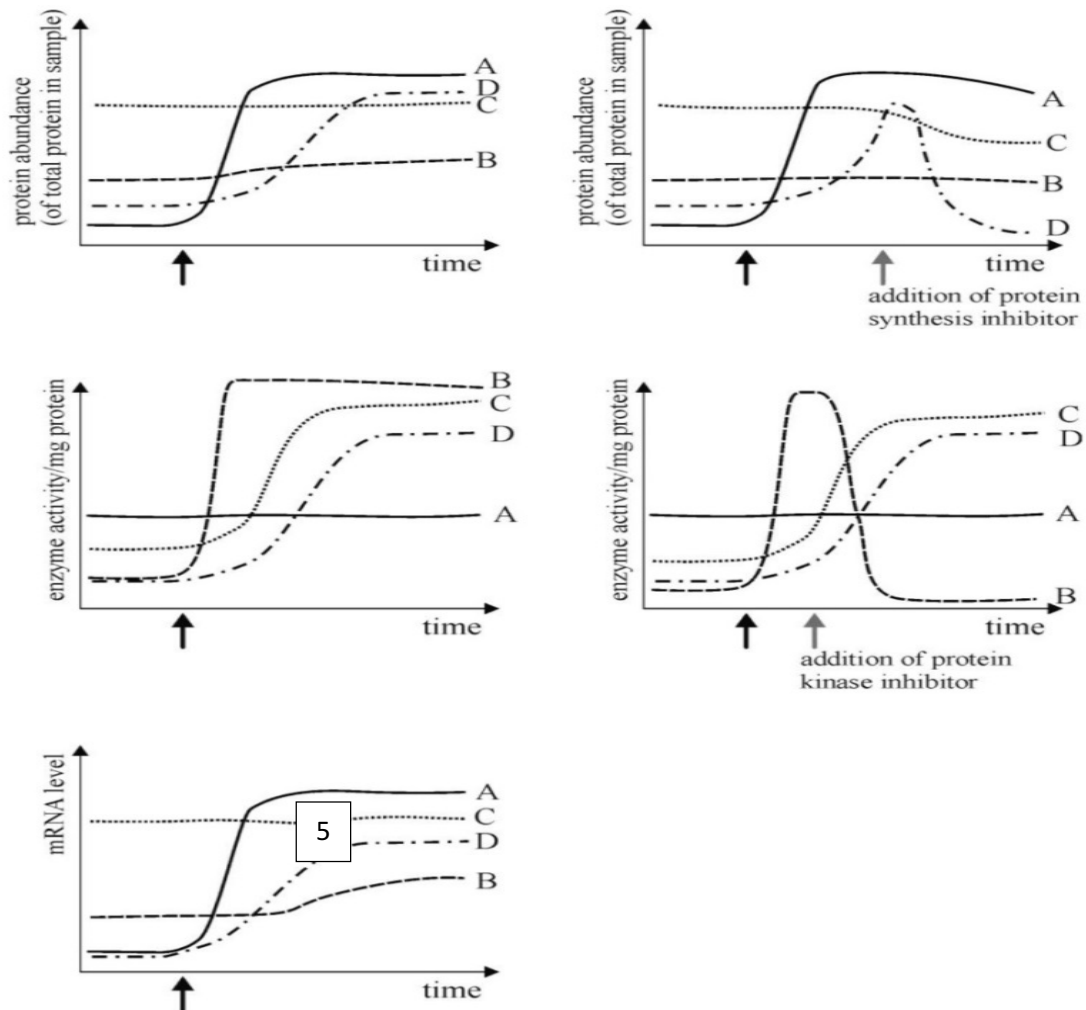 protein abundance
(of total protein in sample)
A
D
C
B
time
protein abundance
(of total protein in sample)
A
C
B
D
time
addition of protein
synthesis inhibitor
enzyme activity/mg protein
B
C
D
A
time
enzyme activity/mg protein
C
D
A
B
time
addition of protein
kinase inhibitor
mRNA level
A
C
5
D
B
time